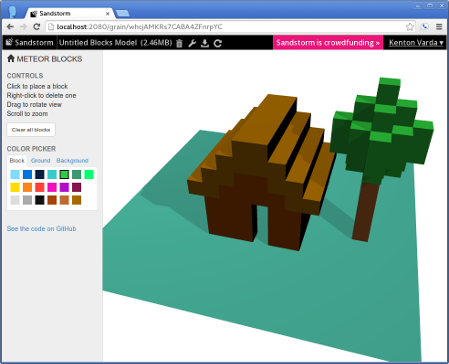 Sandstorm
localhost:2080/grain/whcjAMKRs7CA8A4ZFnrpYC
Sandstorm Untitled Blocks Model (2.46MB) Sandstorm is crowdfunding » Kenton Varda ▾
METEOR BLOCKS
CONTROLS
Click to place a block
Right-click to delete one
Drag to rotate view
Scroll to zoom
Clear all blocks
COLOR PICKER
Block Ground Background
See the code on GitHub